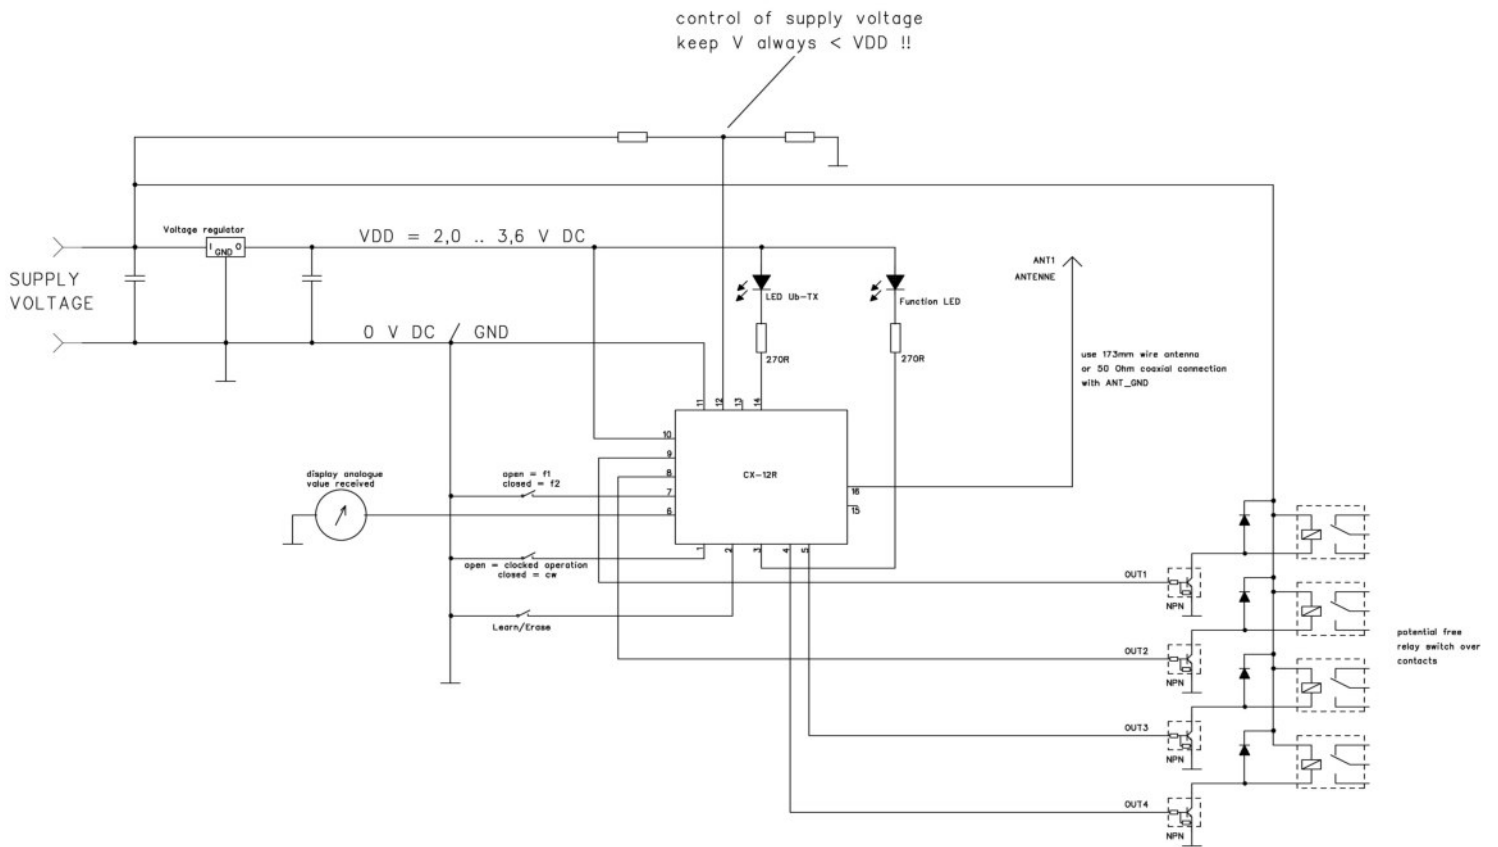 control of supply voltage
keep V always < VDD !!
Voltage regulator
I GND O
VDD = 2,0 .. 3,6 V DC
SUPPLY
VOLTAGE
0 V DC / GND
LED Ub-TX
270R
Function LED
270R
ANT1
ANTENNE
use 173mm wire antenna
or 50 Ohm coaxial connection
with ANT_GND
11
12
13
14
10
9
8
7
6
CX-12R
16
15
1
2
3
4
5
display analogue
value received
open = f1
closed = f2
open = clocked operation
closed = cw
Learn/Erase
OUT1
NPN
OUT2
NPN
OUT3
NPN
OUT4
NPN
potential free
relay switch over
contacts